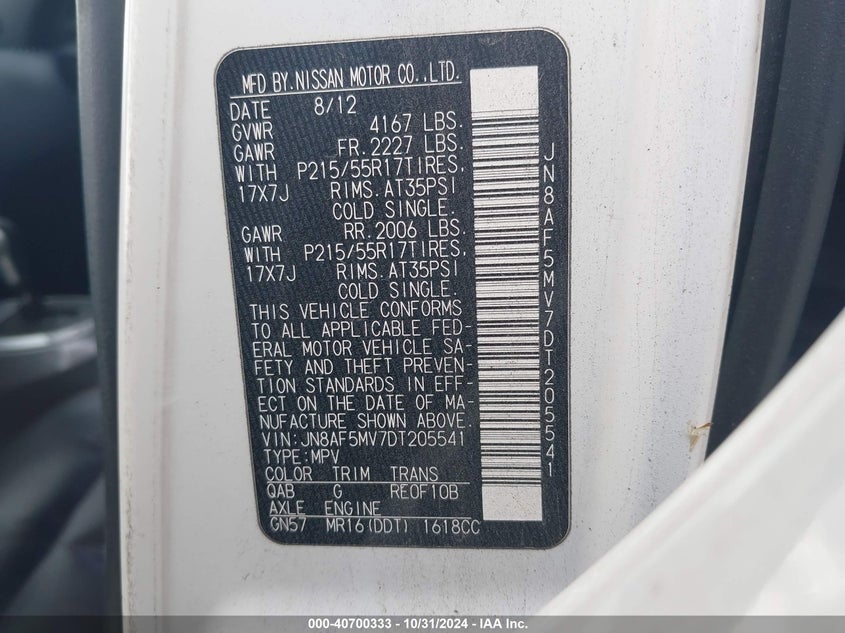 MFD BY.NISSAN MOTOR CO.,LTD.
DATE 8/12
GVWR 4167 LBS.
GAWR FR.2227 LBS.
WITH P215/55R17TIRES,
17X7J RIMS.AT35PSI
COLD SINGLE.
GAWR RR.2006 LBS.
WITH P215/55R17TIRES,
17X7J RIMS.AT35PSI
COLD SINGLE.
THIS VEHICLE CONFORMS
TO ALL APPLICABLE FED-
ERAL MOTOR VEHICLE SA-
FETY AND THEFT PREVEN-
TION STANDARDS IN EFF-
ECT ON THE DATE OF MA-
NUFACTURE SHOWN ABOVE.
VIN:JN8AF5MV7DT205541
TYPE:MPV
COLOR TRIM TRANS
QAB G REOF10B
AXLE ENGINE
GN57 MR16(DDT) 1618CC
JN8AF5MV7DT205541
000-40700333 - 10/31/2024 - IAA Inc.